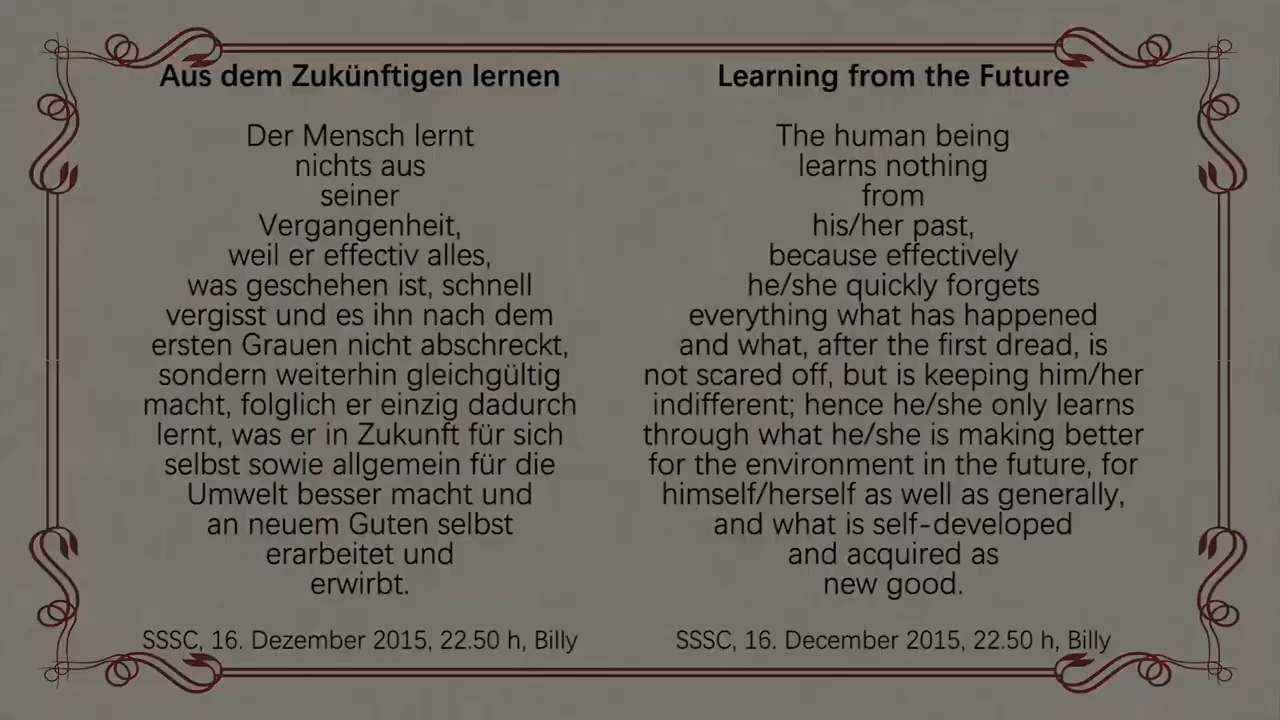 Aus dem Zukünftigen lernen
Der Mensch lernt
nichts aus
seiner
Vergangenheit,
weil er effectiv alles,
was geschehen ist, schnell
vergisst und es ihn nach dem
ersten Grauen nicht abschreckt,
sondern weiterhin gleichgültig
macht, folglich er einzig dadurch
lernt, was er in Zukunft für sich
selbst sowie allgemein für die
Umwelt besser macht und
an neuem Guten selbst
erarbeitet und
erwirbt.
SSSC, 16. Dezember 2015, 22.50 h, Billy
Learning from the Future
The human being
learns nothing
from
his/her past,
because effectively
he/she quickly forgets
everything what has happened
and what, after the first dread, is
not scared off, but is keeping him/her
indifferent; hence he/she only learns
through what he/she is making better
for the environment in the future, for
himself/herself as well as generally,
and what is self-developed
and acquired as
new good.
SSSC, 16. December 2015, 22.50 h, Billy